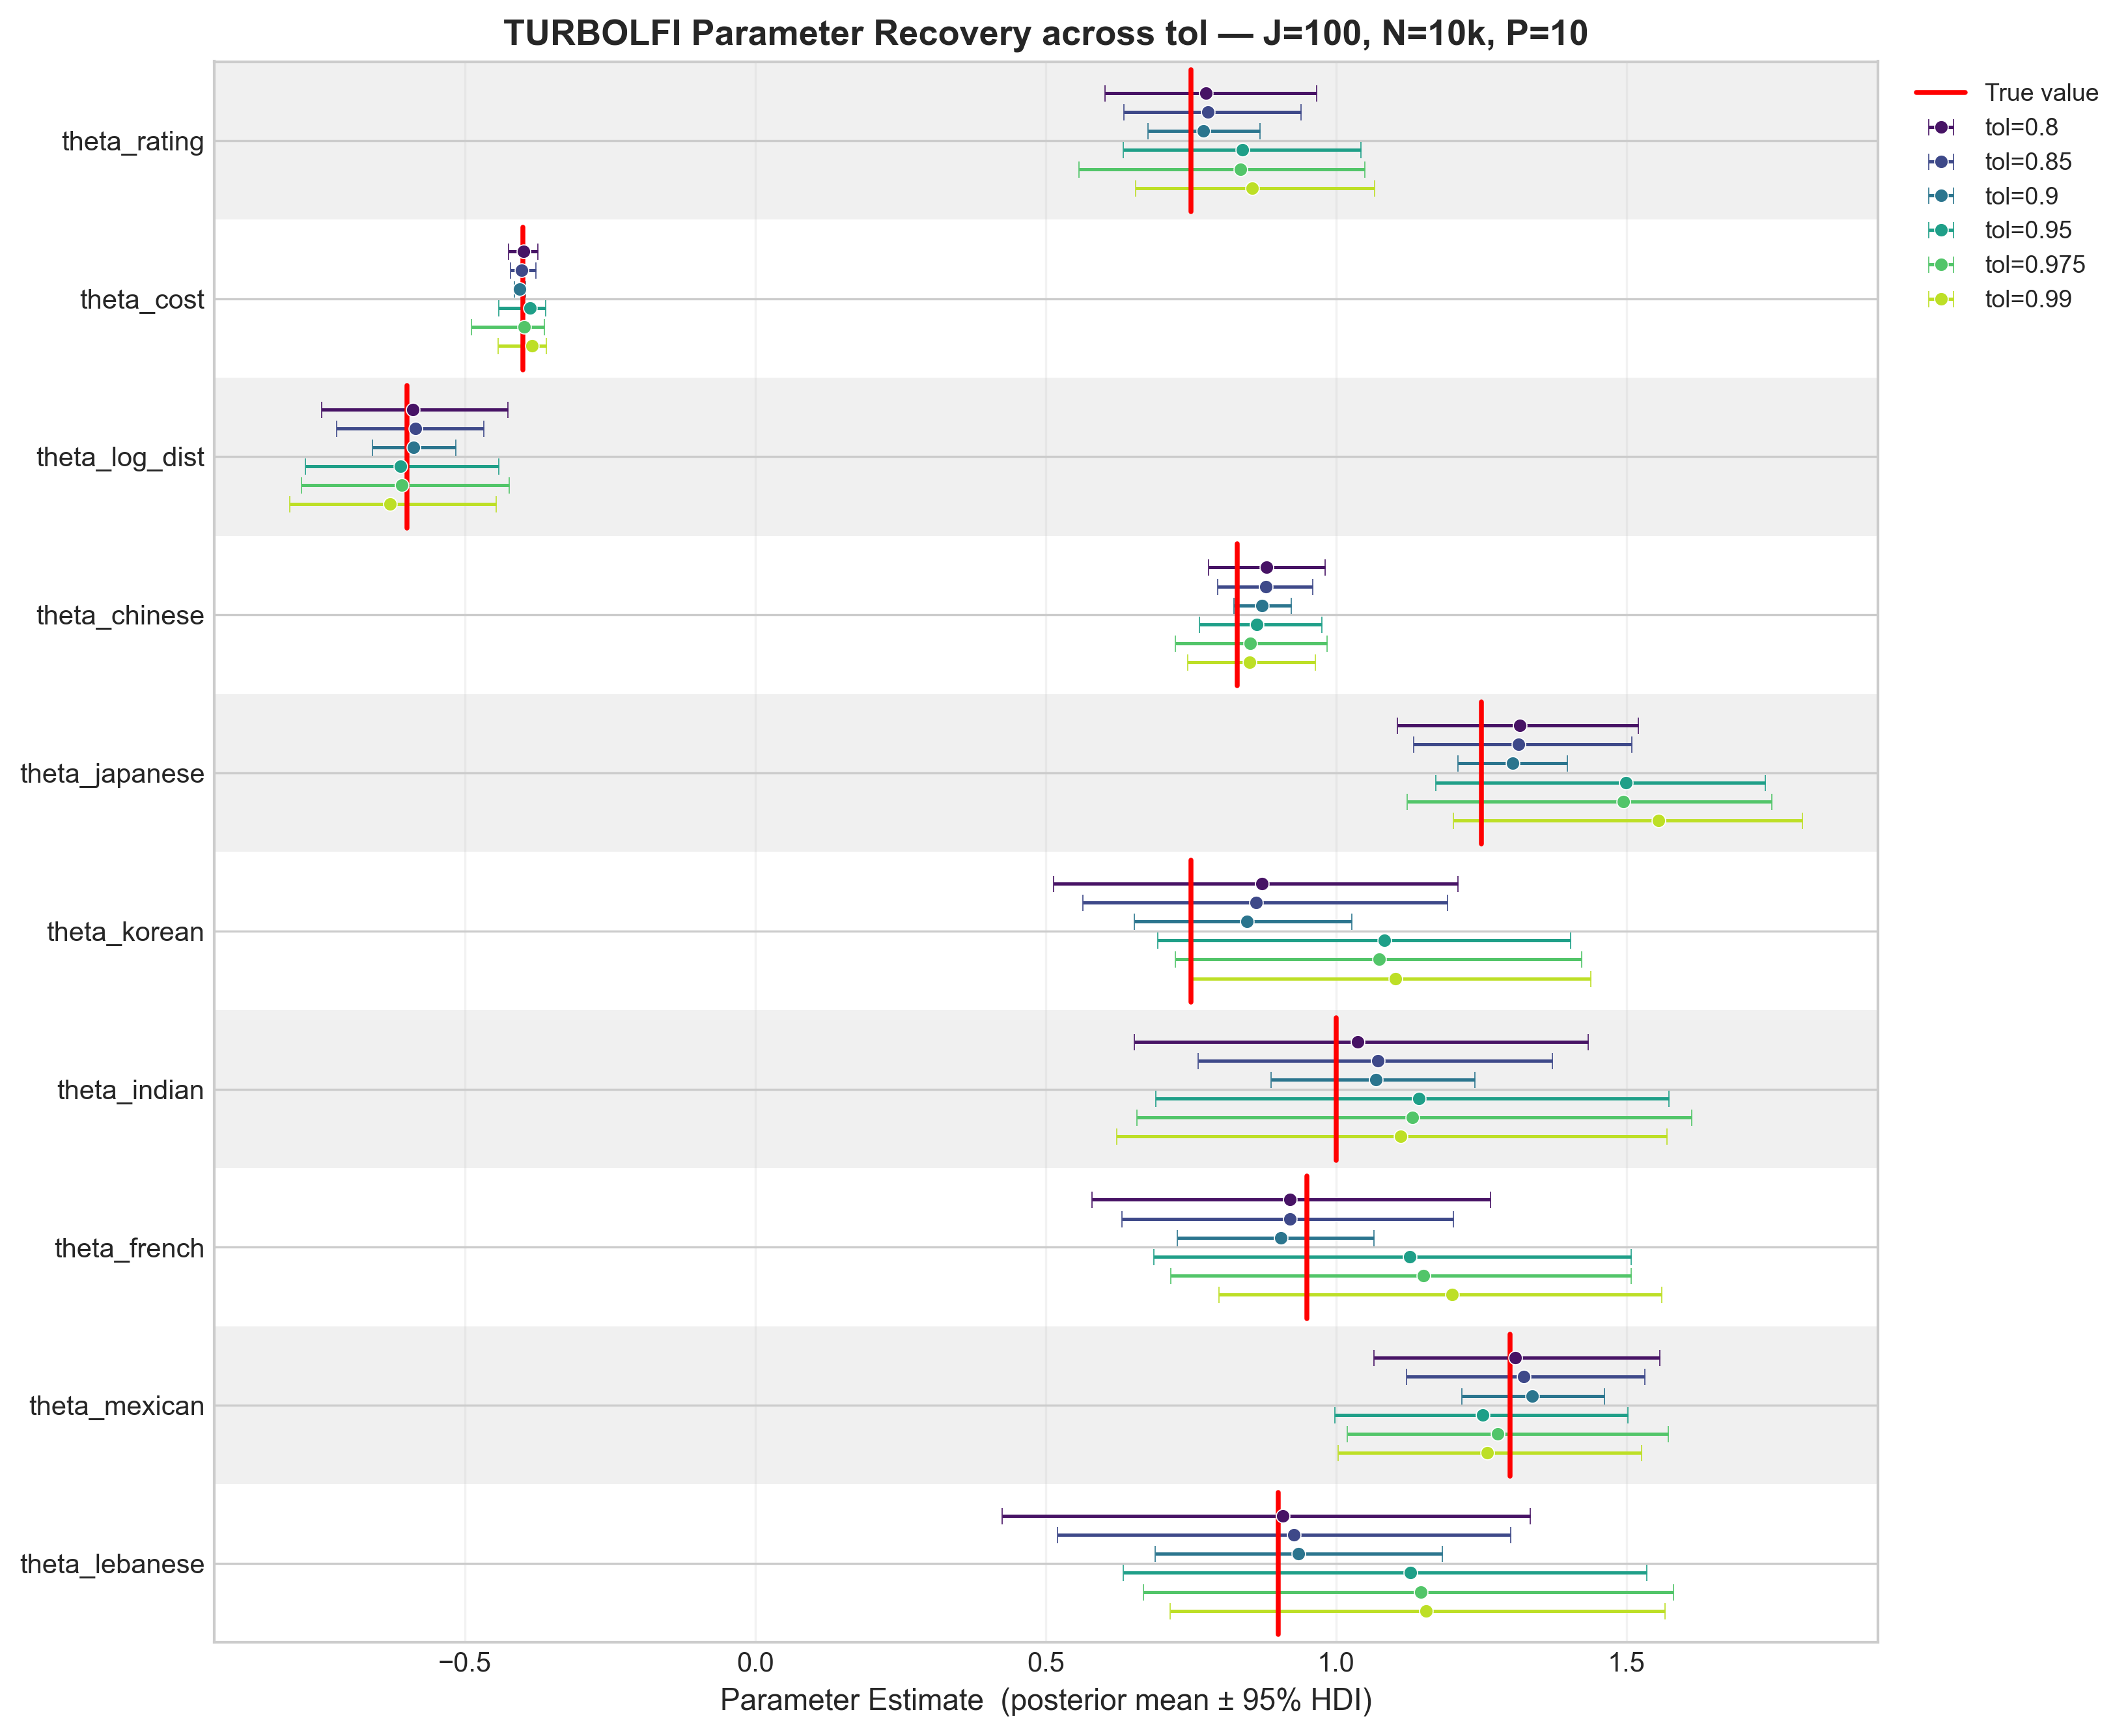 TURBOLFI Parameter Recovery across tol — J=100, N=10k, P=10
True value
tol=0.8
tol=0.85
tol=0.9
tol=0.95
tol=0.975
tol=0.99
theta_rating
theta_cost
theta_log_dist
theta_chinese
theta_japanese
theta_korean
theta_indian
theta_french
theta_mexican
theta_lebanese
−0.5 0.0 0.5 1.0 1.5
Parameter Estimate (posterior mean ± 95% HDI)